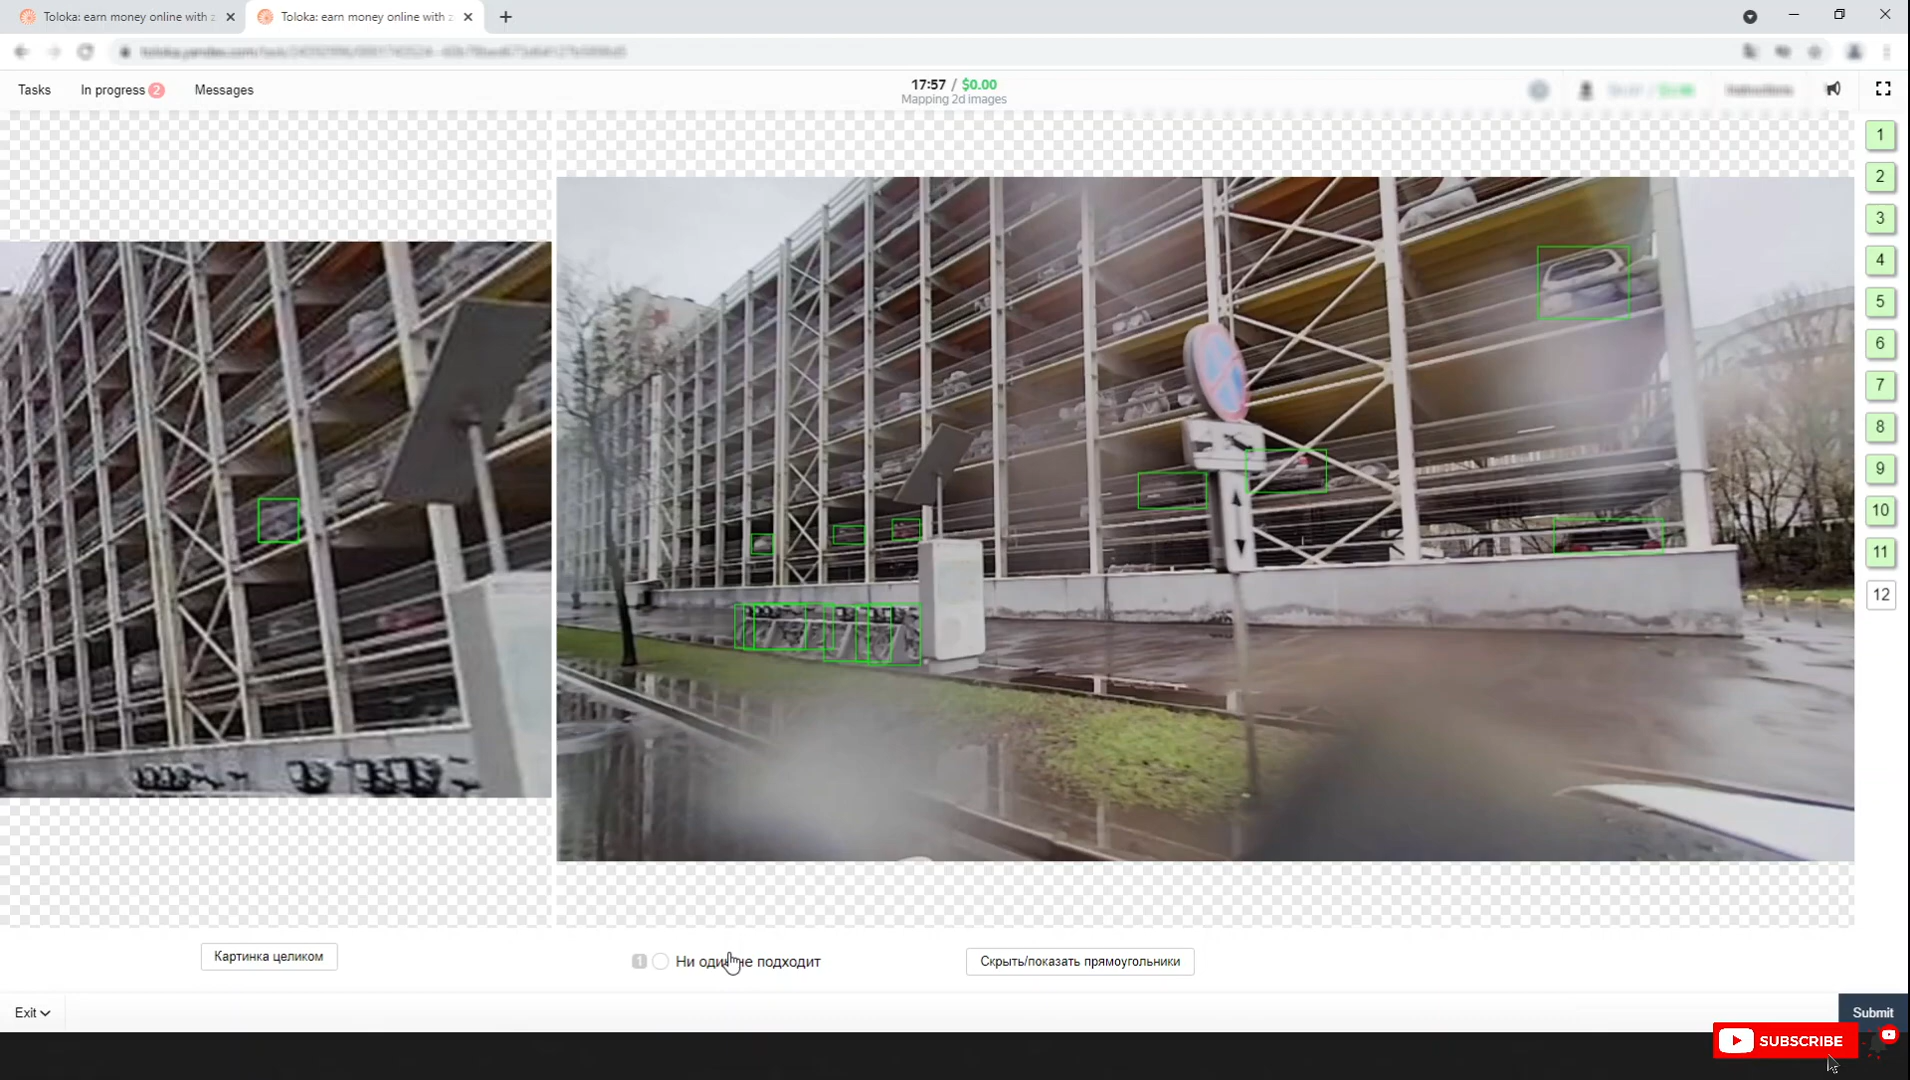 Toloka: earn money online with
Toloka: earn money online with
Tasks
In progress 2
Messages
17:57 / $0.00
Mapping 2d images
Instructions
1
2
3
4
5
6
7
8
9
10
11
12
Картинка целиком
1 Ни один не подходит
Скрыть/показать прямоугольники
Exit
Submit
SUBSCRIBE